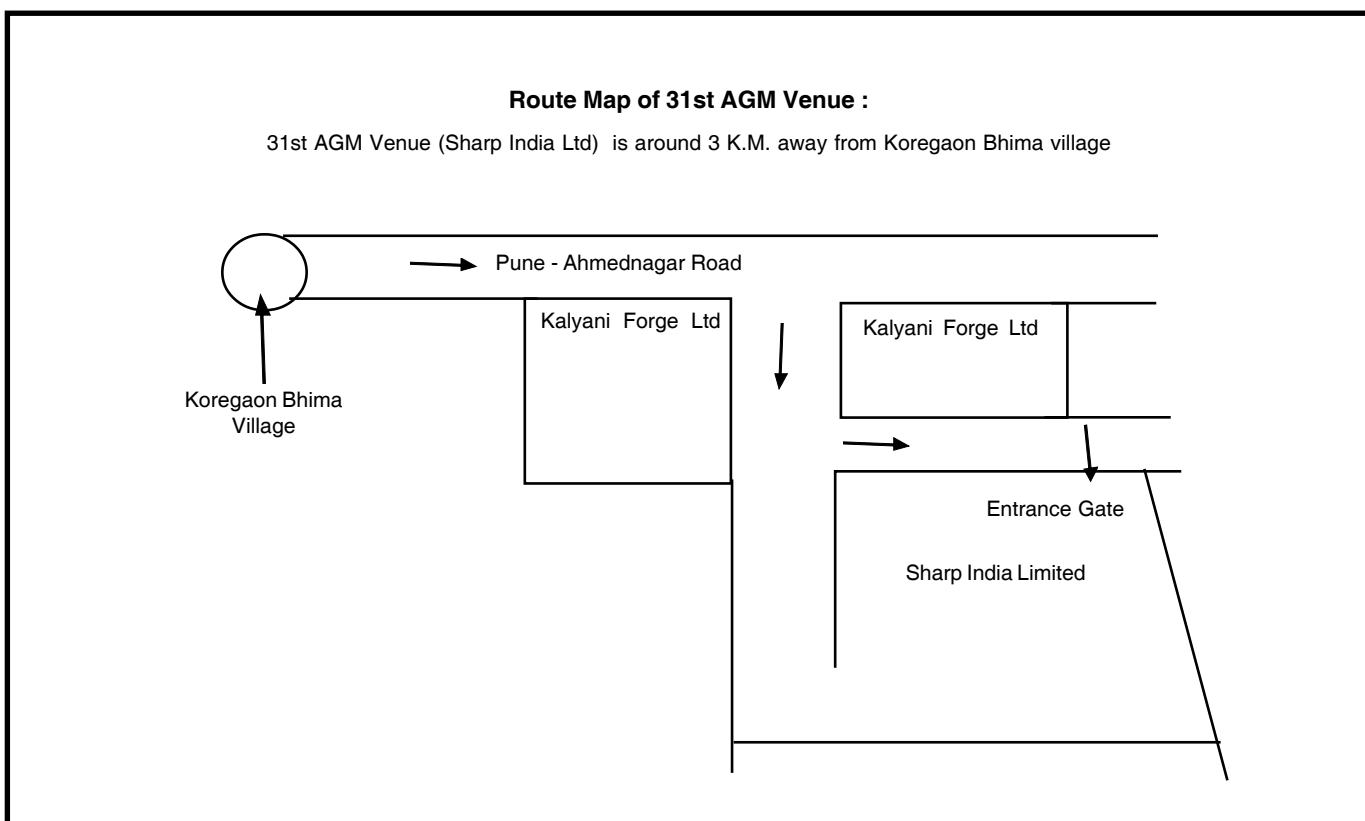 Route Map of 31st AGM Venue :
31st AGM Venue (Sharp India Ltd) is around 3 K.M. away from Koregaon Bhima village
Pune - Ahmednagar Road
Kalyani Forge Ltd
Kalyani Forge Ltd
Koregaon Bhima
Village
Entrance Gate
Sharp India Limited